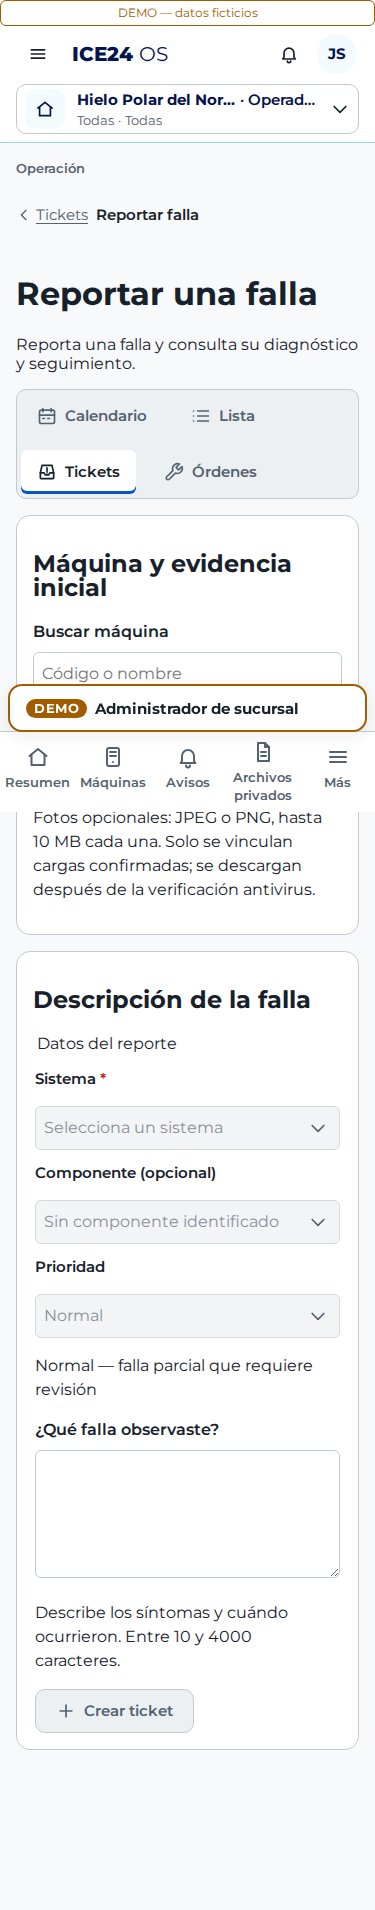 DEMO — datos ficticios
ICE24 OS
JS
Hielo Polar del Nor... · Operad...
Todas · Todas
Operación
Tickets Reportar falla
Reportar una falla
Reporta una falla y consulta su diagnóstico
y seguimiento.
Calendario Lista
Tickets Órdenes
Máquina y evidencia
inicial
Buscar máquina
Código o nombre
DEMO Administrador de sucursal
Resumen Máquinas Avisos Archivos privados Más
Fotos opcionales: JPEG o PNG, hasta
10 MB cada una. Solo se vinculan
cargas confirmadas; se descargan
después de la verificación antivirus.
Descripción de la falla
Datos del reporte
Sistema *
Selecciona un sistema
Componente (opcional)
Sin componente identificado
Prioridad
Normal
Normal — falla parcial que requiere
revisión
¿Qué falla observaste?
Describe los síntomas y cuándo
ocurrieron. Entre 10 y 4000
caracteres.
Crear ticket